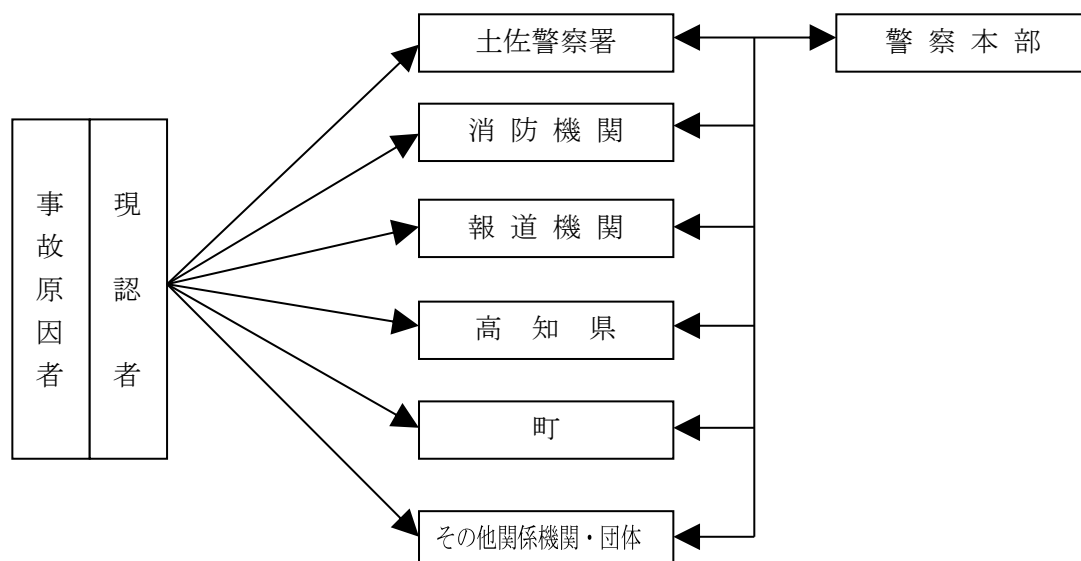 事故原因者
現認者
土佐警察署
消防機関
報道機関
高知県
町
その他関係機関・団体
警察本部